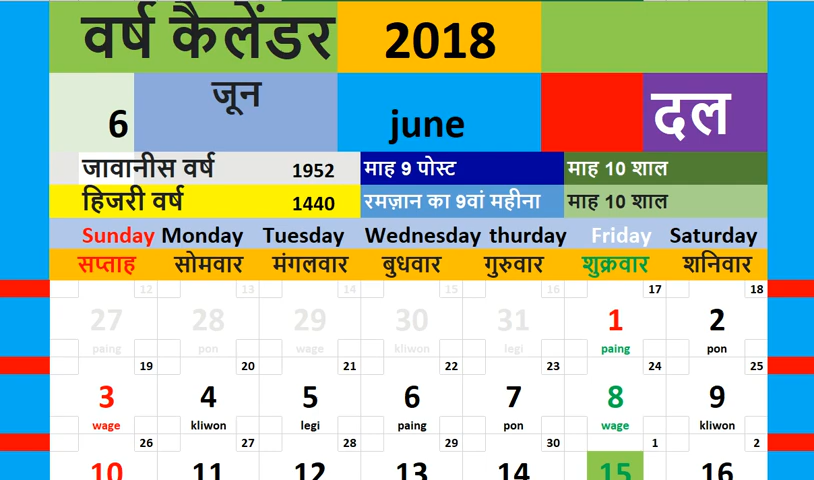 वर्ष कैलेंडर 2018
6 जून june दल
जावानीस वर्ष 1952 माह 9 पोस्ट माह 10 शाल
हिजरी वर्ष 1440 रमज़ान का 9वां महीना माह 10 शाल
Sunday Monday Tuesday Wednesday thurday Friday Saturday
सप्ताह सोमवार मंगलवार बुधवार गुरुवार शुक्रवार शनिवार
12 13 14 15 16 17 18
27 28 29 30 31 1 2
paing pon wage kliwon legi paing pon
19 20 21 22 23 24 25
3 4 5 6 7 8 9
wage kliwon legi paing pon wage kliwon
26 27 28 29 30 1 2
10 11 12 13 14 15 16